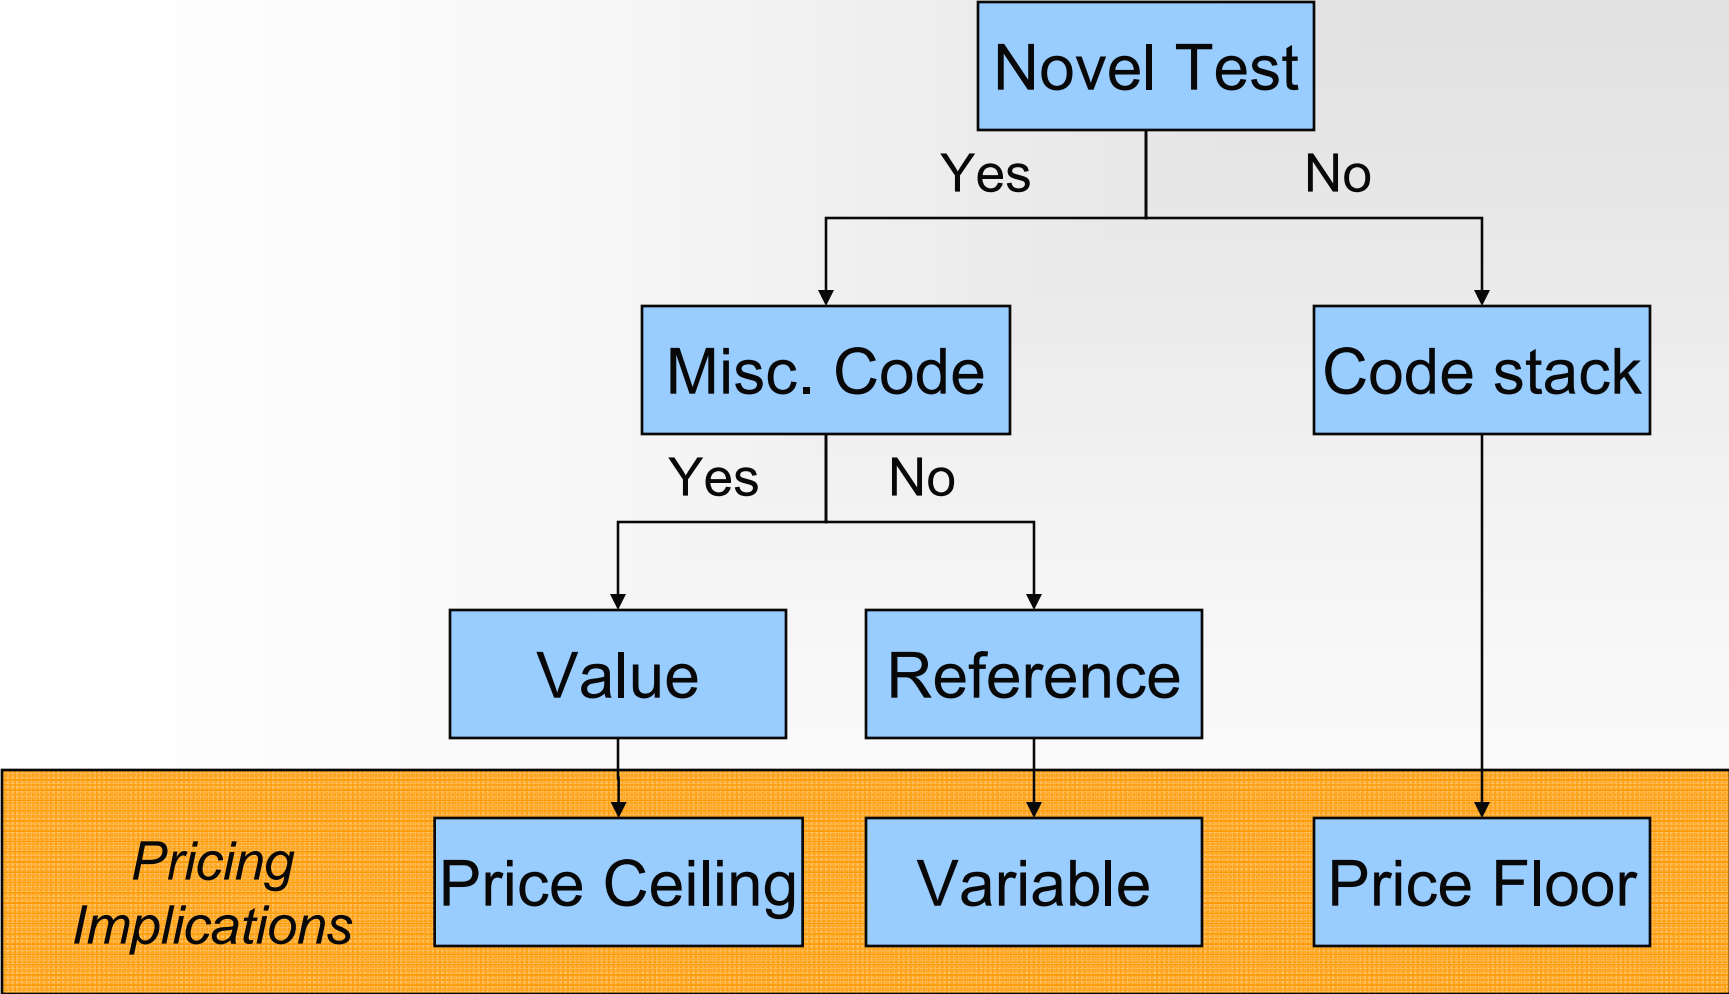 Novel Test
Yes
No
Misc. Code
Code stack
Yes
No
Value
Reference
Pricing
Implications
Price Ceiling
Variable
Price Floor